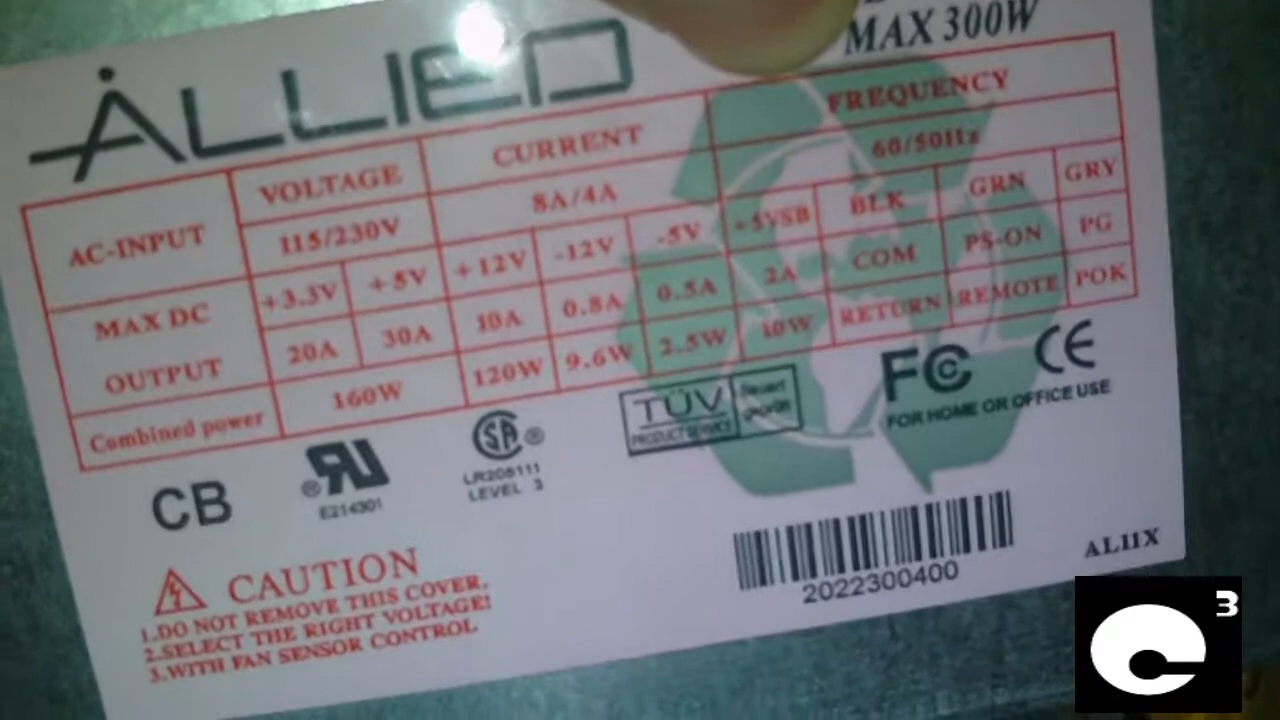 ALLIED
MAX 300W
AC-INPUT VOLTAGE CURRENT FREQUENCY
115/230V 8A/4A 60/50Hz
MAX DC OUTPUT +3.3V +5V +12V -12V -5V +5VSB BLK GRN GRY
20A 30A 10A 0.8A 0.5A 2A COM PS-ON PG
Combined power 160W 120W 9.6W 2.5W 10W RETURN REMOTE POK
CB
®
E214301
SA ®
LR208111
LEVEL 3
TÜV
PRODUCT SERVICE
FC CE
FOR HOME OR OFFICE USE
CAUTION
1.DO NOT REMOVE THIS COVER.
2.SELECT THE RIGHT VOLTAGE!
3.WITH FAN SENSOR CONTROL
2022300400
AL11X
e3